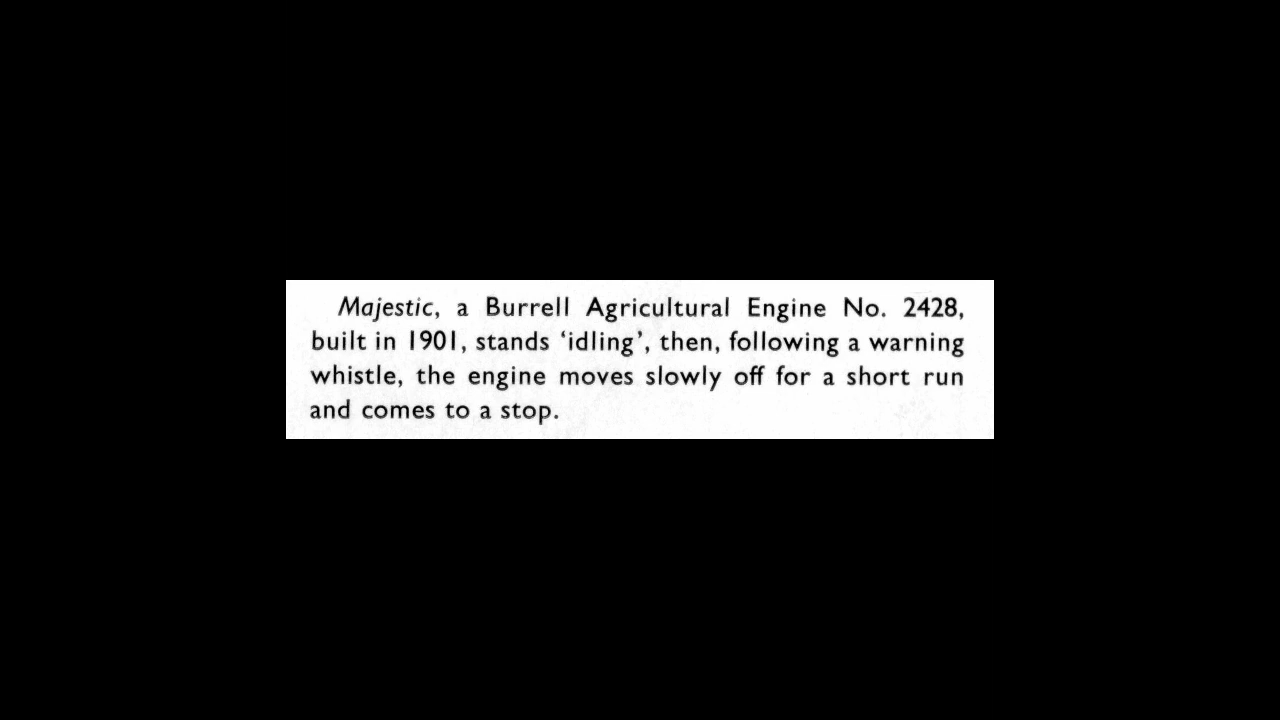 Majestic, a Burrell Agricultural Engine No. 2428,
built in 1901, stands ‘idling’, then, following a warning
whistle, the engine moves slowly off for a short run
and comes to a stop.